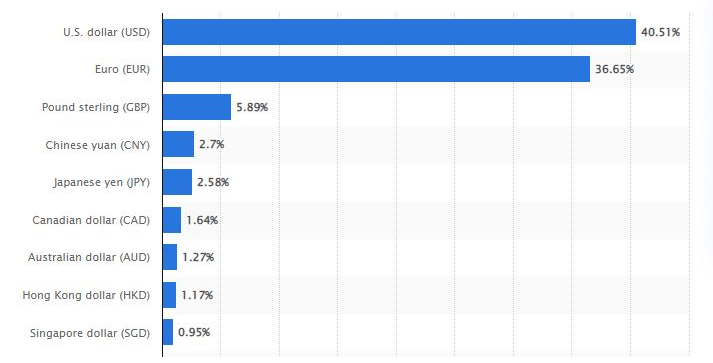 U.S. dollar (USD) 40.51%
Euro (EUR) 36.65%
Pound sterling (GBP) 5.89%
Chinese yuan (CNY) 2.7%
Japanese yen (JPY) 2.58%
Canadian dollar (CAD) 1.64%
Australian dollar (AUD) 1.27%
Hong Kong dollar (HKD) 1.17%
Singapore dollar (SGD) 0.95%